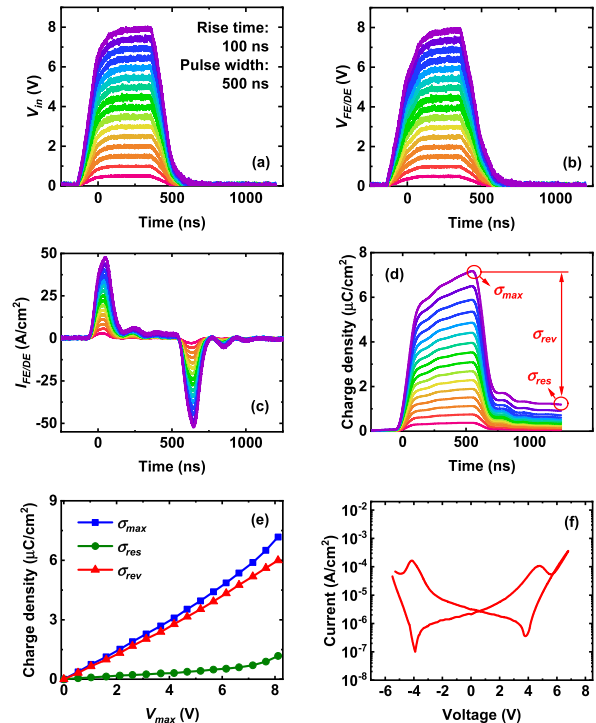 8
6
4
2
0
V_in (V)
Rise time:
100 ns
Pulse width:
500 ns
(a)
0
500
1000
Time (ns)
8
6
4
2
0
V_FE/DE (V)
(b)
0
500
1000
Time (ns)
50
25
0
-25
-50
I_FE/DE (A/cm²)
(c)
0
500
1000
Time (ns)
8
6
4
2
0
Charge density (μC/cm²)
(d)
σ_max
σ_rev
σ_res
0
500
1000
Time (ns)
9
6
3
0
Charge density (μC/cm²)
σ_max
σ_res
σ_rev
(e)
0
2
4
6
8
V_max (V)
10⁻²
10⁻³
10⁻⁴
10⁻⁵
10⁻⁶
10⁻⁷
10⁻⁸
Current (A/cm²)
(f)
-6
-4
-2
0
2
4
6
8
Voltage (V)